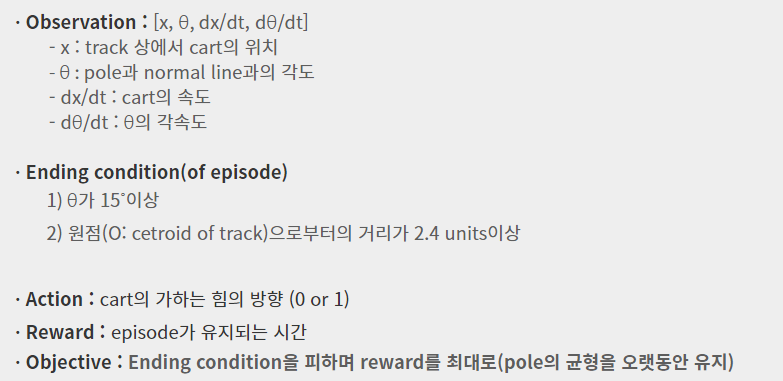 · Observation : [x, θ, dx/dt, dθ/dt]
- x : track 상에서 cart의 위치
- θ : pole과 normal line과의 각도
- dx/dt : cart의 속도
- dθ/dt : θ의 각속도
· Ending condition(of episode)
1) θ가 15˚이상
2) 원점(O: cetroid of track)으로부터의 거리가 2.4 units이상
· Action : cart의 가하는 힘의 방향 (0 or 1)
· Reward : episode가 유지되는 시간
· Objective : Ending condition을 피하며 reward를 최대로(pole의 균형을 오랫동안 유지)